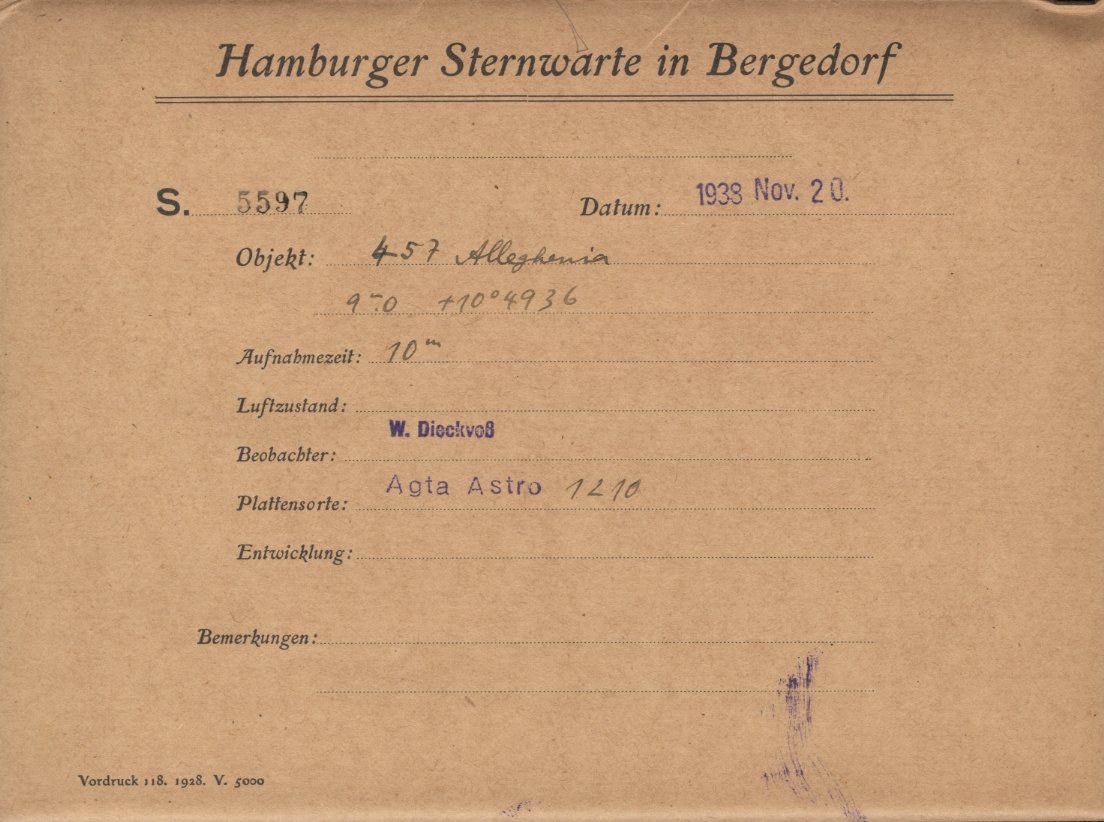 Hamburger Sternwarte in Bergedorf
S. 5597 Datum: 1938 Nov. 20.
Objekt: 457 Alleghenia
9ᵐ.0 +10°4936
Aufnahmezeit: 10ᵐ
Luftzustand:
W. Dieckvoß
Beobachter:
Plattensorte: Agfa Astro 1210
Entwicklung:
Bemerkungen:
Vordruck 118. 1928. V. 5000